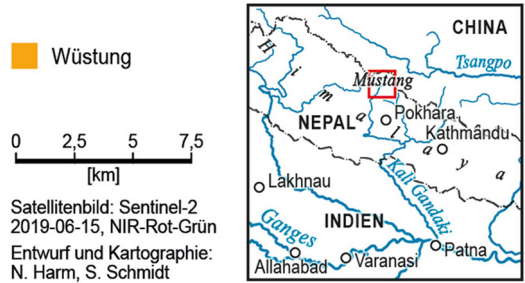 Wüstung
0 2,5 5 7,5
[km]
Satellitenbild: Sentinel-2
2019-06-15, NIR-Rot-Grün
Entwurf und Kartographie:
N. Harm, S. Schmidt
CHINA
Tsangpo
Mustang
Himalaya
NEPAL
Pokhara
Kathmandu
Kali Gandaki
Lakhnau
INDIEN
Ganges
Patna
Varanasi
Allahabad